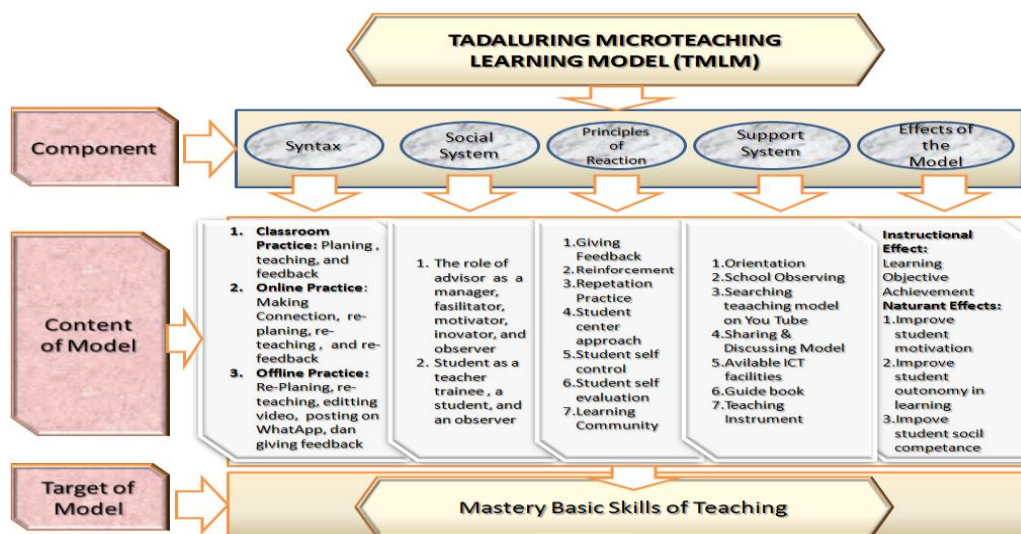 TADALURING MICROTEACHING
LEARNING MODEL (TMLM)
Component
Syntax
Social
System
Principles
of
Reaction
Support
System
Effects of
the
Model
Content
of Model
1. Classroom
Practice: Planing ,
teaching, and
feedback
2. Online Practice:
Making
Connection, re-
planing, re-
teaching , and re-
feedback
3. Offline Practice:
Re-Planing, re-
teaching, editting
video, posting on
WhatApp, dan
giving feedback
1. The role of
advisor as a
manager,
fasilitator,
motivator,
inovator, and
observer
2. Student as a
teacher
trainee , a
student, and
an observer
1.Giving
Feedback
2.Reinforcement
3.Repetation
Practice
4.Student
center
approach
5.Student self
control
6.Student self
evaluation
7.Learning
Community
1.Orientation
2.School Observing
3.Searching
teaaching model
on You Tube
4.Sharing &
Discussing Model
5.Avilable ICT
facilities
6.Guide book
7.Teaching
Instrument
Instructional
Effect:
Learning
Objective
Achievement
Naturant Effects:
1.Improve
student
motivation
2.Improve
student
outonomy in
learning
3.Impove
student socil
competance
Target of
Model
Mastery Basic Skills of Teaching